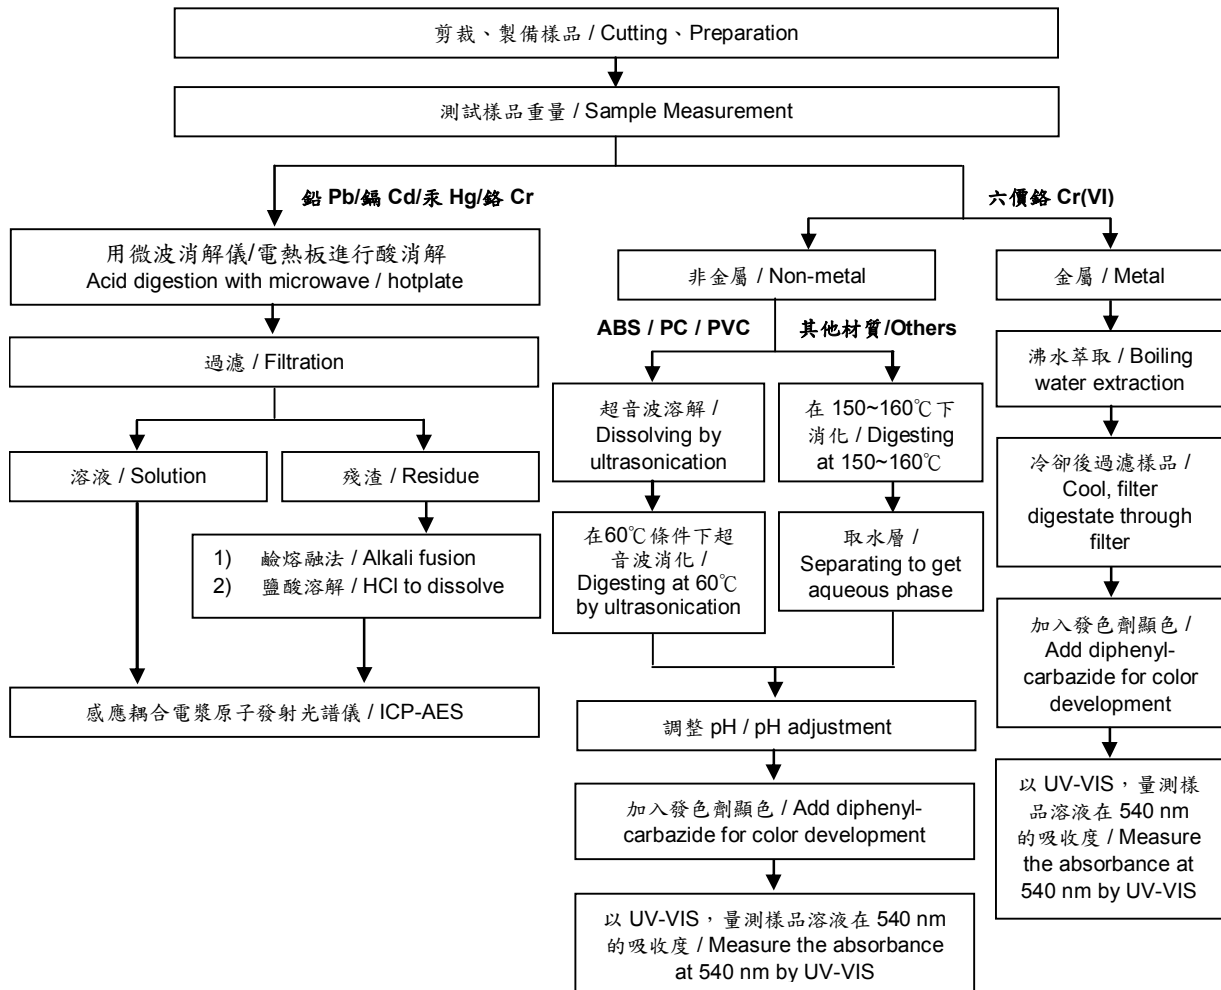 剪裁、製備樣品 / Cutting、Preparation
測試樣品重量 / Sample Measurement
鉛 Pb/鎘 Cd/汞 Hg/鉻 Cr
六價鉻 Cr(VI)
用微波消解儀/電熱板進行酸消解
Acid digestion with microwave / hotplate
過濾 / Filtration
溶液 / Solution
殘渣 / Residue
1) 鹼熔融法 / Alkali fusion
2) 鹽酸溶解 / HCl to dissolve
感應耦合電漿原子發射光譜儀 / ICP-AES
非金屬 / Non-metal
ABS / PC / PVC
其他材質/Others
超音波溶解 /
Dissolving by
ultrasonication
在60℃條件下超
音波消化 /
Digesting at 60℃
by ultrasonication
在 150~160℃下
消化 / Digesting
at 150~160℃
取水層 /
Separating to get
aqueous phase
調整 pH / pH adjustment
加入發色劑顯色 / Add diphenyl-
carbazide for color development
以 UV-VIS，量測樣品溶液在 540 nm
的吸收度 / Measure the absorbance
at 540 nm by UV-VIS
金屬 / Metal
沸水萃取 / Boiling
water extraction
冷卻後過濾樣品 /
Cool, filter
digestate through
filter
加入發色劑顯色 /
Add diphenyl-
carbazide for color
development
以 UV-VIS，量測樣
品溶液在 540 nm
的吸收度 / Measure
the absorbance at
540 nm by UV-VIS